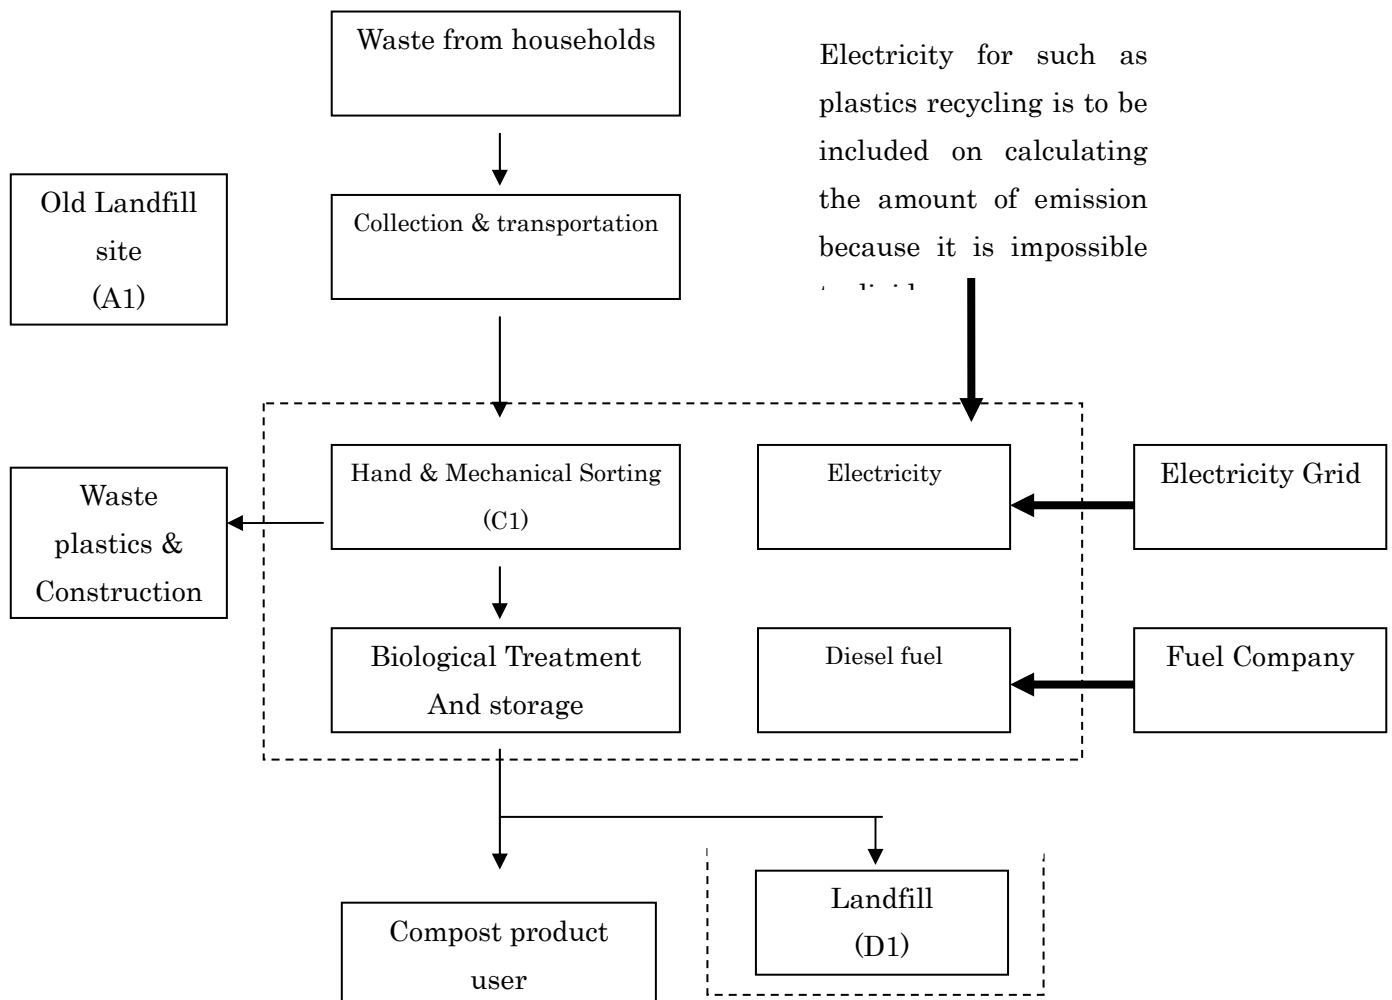 Waste from households
Electricity for such as
plastics recycling is to be
included on calculating
the amount of emission
because it is impossible
Old Landfill
site
(A1)
Collection & transportation
Hand & Mechanical Sorting
(C1)
Electricity
Electricity Grid
Waste
plastics &
Construction
Biological Treatment
And storage
Diesel fuel
Fuel Company
Compost product
user
Landfill
(D1)